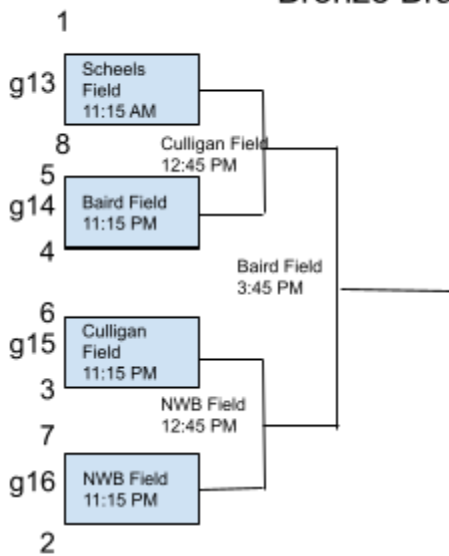 Bronze Br
1
g13
Scheels
Field
11:15 AM
8
Culligan Field
12:45 PM
5
g14
Baird Field
11:15 PM
4
Baird Field
3:45 PM
6
g15
Culligan
Field
11:15 PM
3
NWB Field
12:45 PM
7
g16
NWB Field
11:15 PM
2